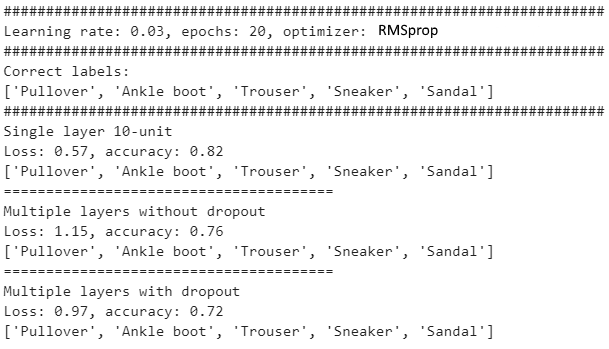 ########################################################################
Learning rate: 0.03, epochs: 20, optimizer: RMSprop
########################################################################
Correct labels:
['Pullover', 'Ankle boot', 'Trouser', 'Sneaker', 'Sandal']
########################################################################
Single layer 10-unit
Loss: 0.57, accuracy: 0.82
['Pullover', 'Ankle boot', 'Trouser', 'Sneaker', 'Sandal']
=======================================
Multiple layers without dropout
Loss: 1.15, accuracy: 0.76
['Pullover', 'Ankle boot', 'Trouser', 'Sneaker', 'Sandal']
=======================================
Multiple layers with dropout
Loss: 0.97, accuracy: 0.72
['Pullover', 'Ankle boot', 'Trouser', 'Sneaker', 'Sandal']